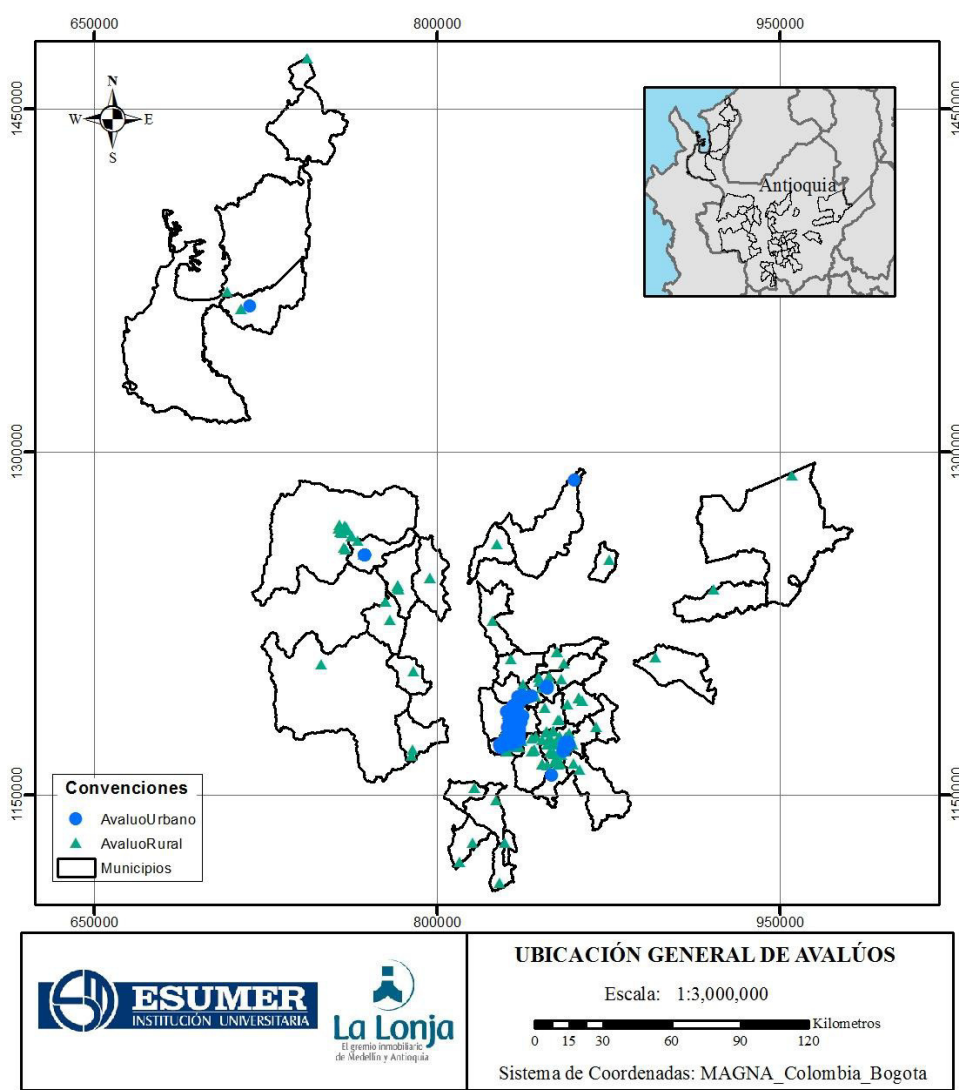 650000
800000
950000
1450000
1450000
N
W
E
S
Antioquia
1300000
1300000
1150000
1150000
Convenciones
AvaluoUrbano
AvaluoRural
Municipios
650000
800000
950000
ESUMER
INSTITUCIÓN UNIVERSITARIA
La Lonja
El gremio inmobiliario
de Medellín y Antioquia
UBICACIÓN GENERAL DE AVALÚOS
Escala: 1:3,000,000
Kilometros
0 15 30 60 90 120
Sistema de Coordenadas: MAGNA_Colombia_Bogota